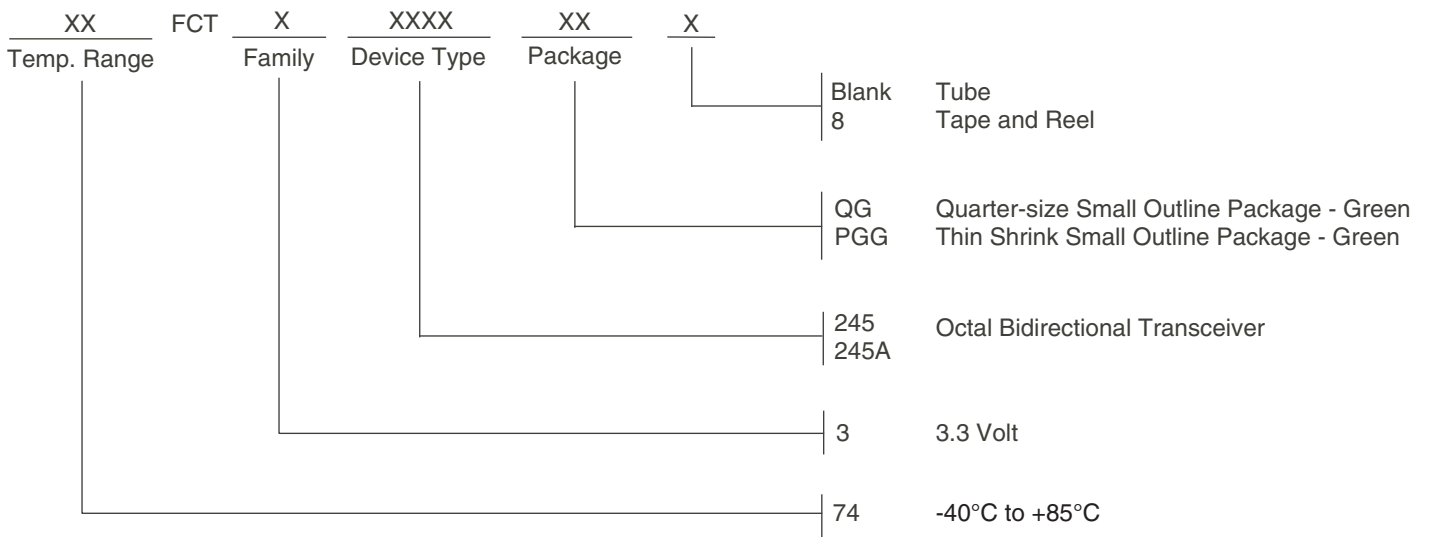 XX FCT X XXXX XX X
Temp. Range Family Device Type Package
Blank Tube
8 Tape and Reel
QG Quarter-size Small Outline Package - Green
PGG Thin Shrink Small Outline Package - Green
245 Octal Bidirectional Transceiver
245A
3 3.3 Volt
74 -40°C to +85°C